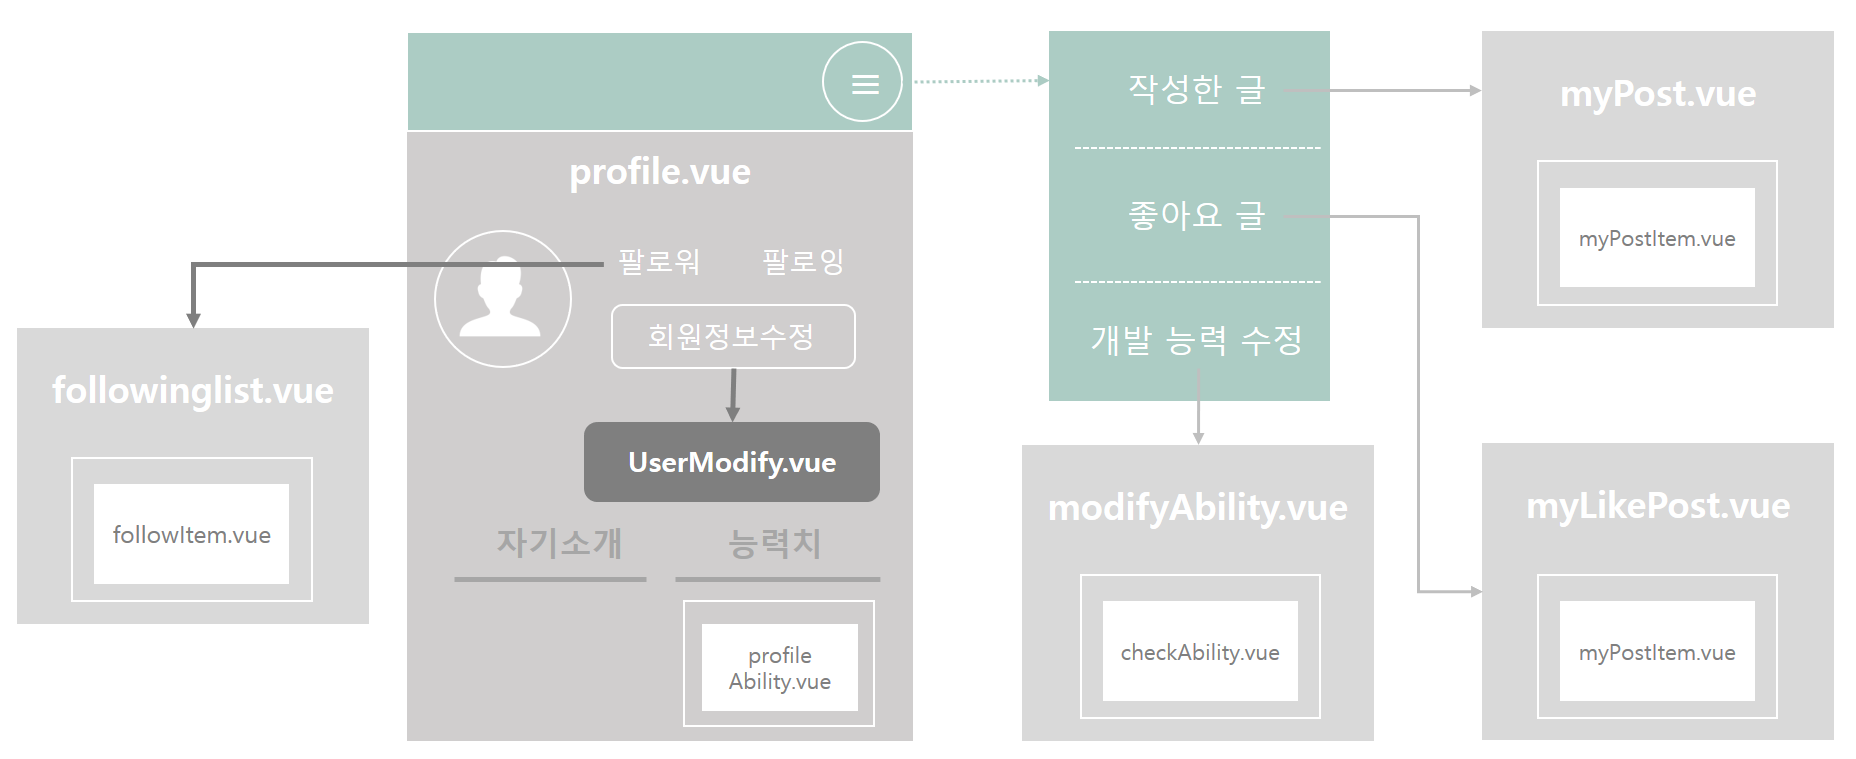 profile.vue
팔로워
팔로잉
회원정보수정
UserModify.vue
자기소개
능력치
profile
Ability.vue
followinglist.vue
followItem.vue
작성한 글
좋아요 글
개발 능력 수정
myPost.vue
myPostItem.vue
modifyAbility.vue
checkAbility.vue
myLikePost.vue
myPostItem.vue